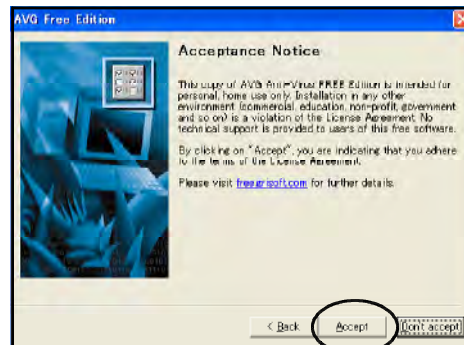 AVG Free Edition
Acceptance Notice
This copy of AVG Anti-Virus FREE Edition is intended for
personal, home use only. Installation in any other
environment (commercial, education, non-profit, government
and so on) is a violation of the License Agreement. No
technical support is provided to users of this free software.
By clicking on "Accept", you are indicating that you adhere
to the terms of the License Agreement.
Please visit free.grisoft.com for further details.
< Back
Accept
Don't accept